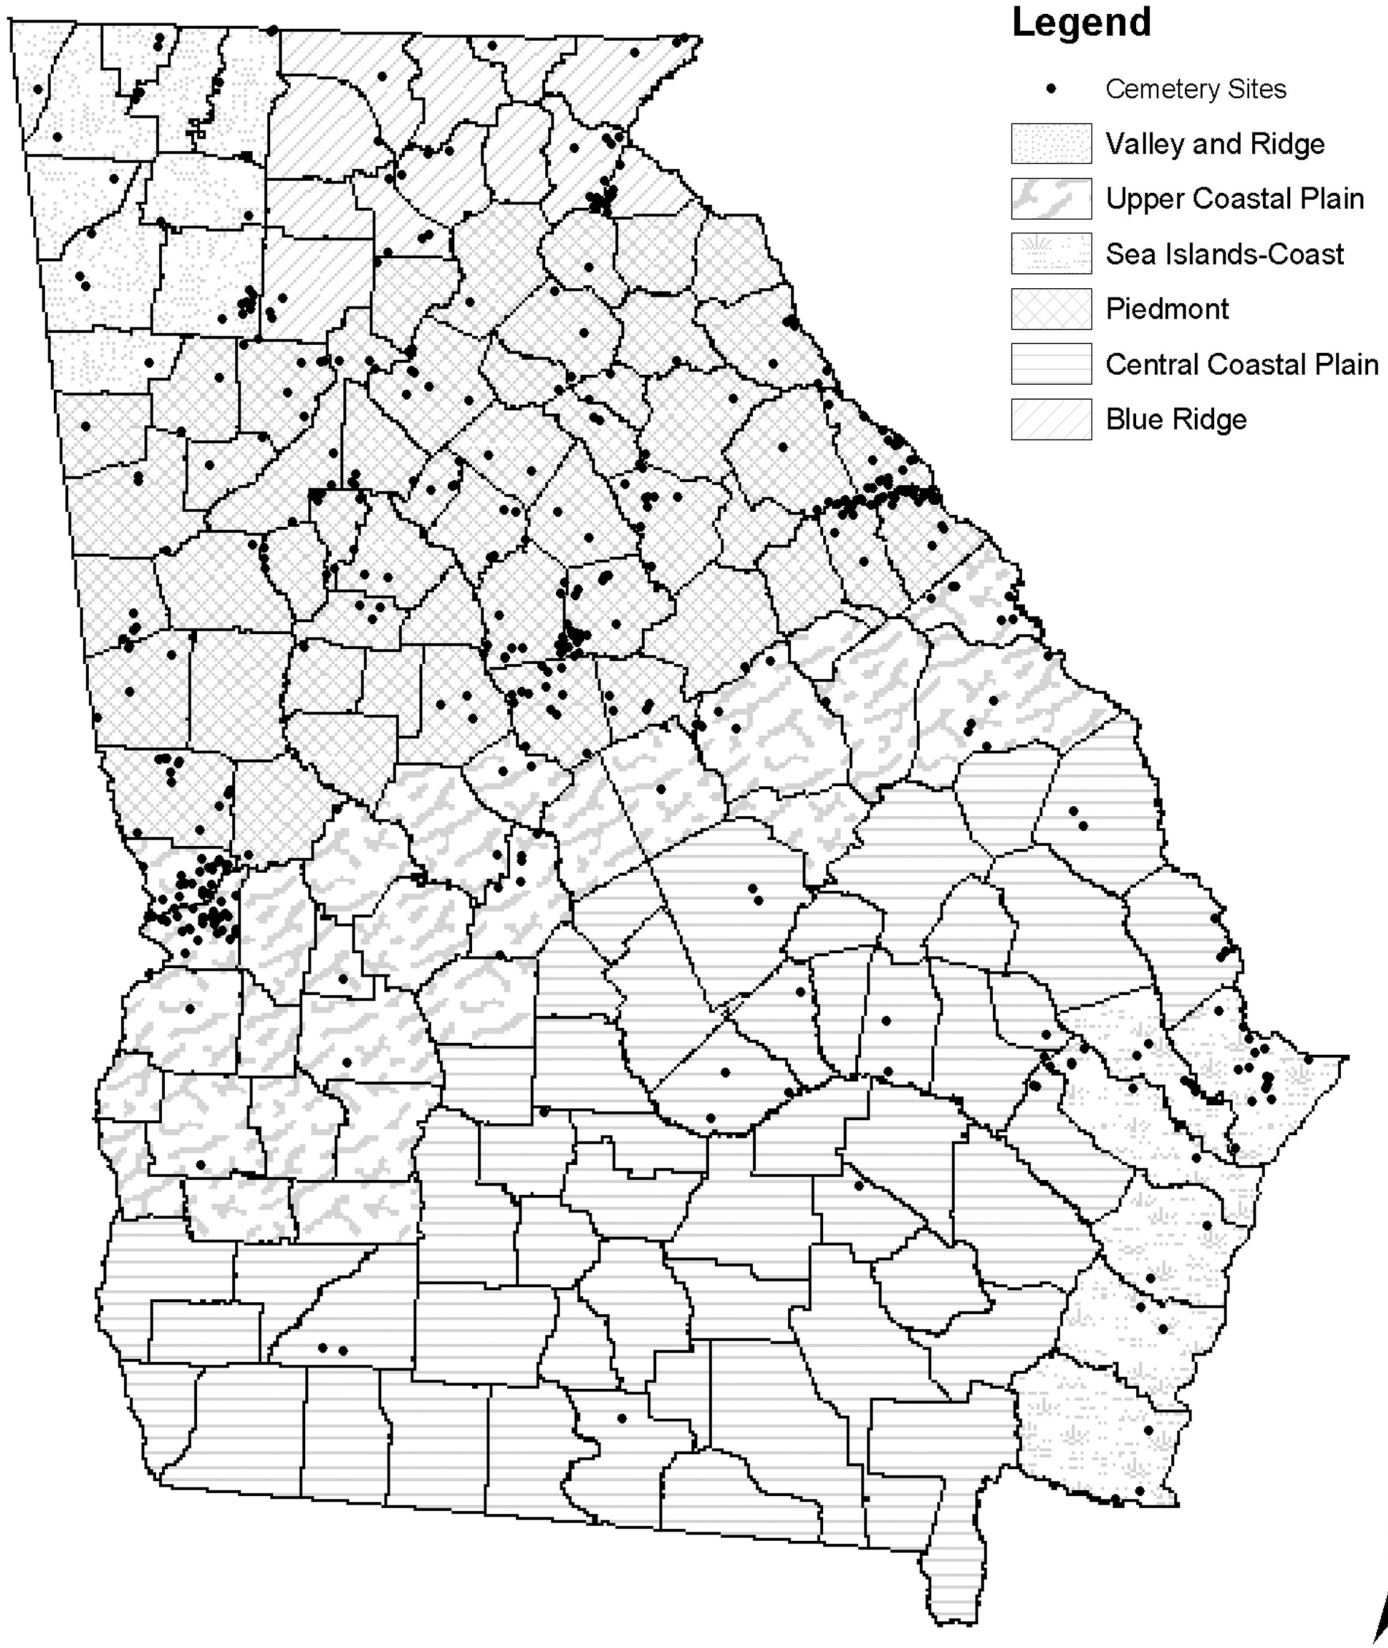 Legend
Cemetery Sites
Valley and Ridge
Upper Coastal Plain
Sea Islands-Coast
Piedmont
Central Coastal Plain
Blue Ridge